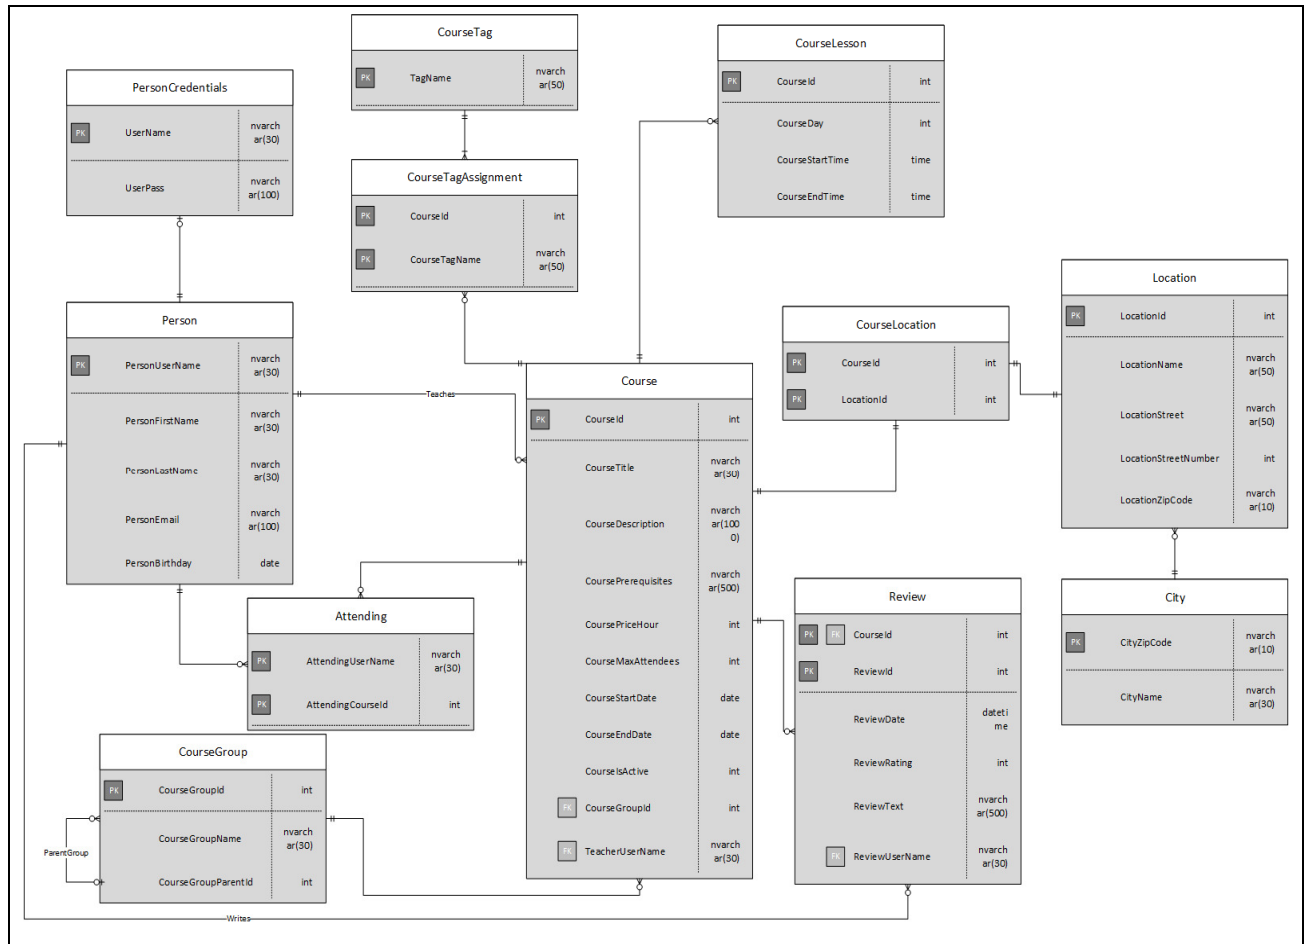 CourseTag
PK TagName nvarch
ar(50)
CourseLesson
PK CourseId int
CourseDay int
CourseStartTime time
CourseEndTime time
PersonCredentials
PK UserName nvarch
ar(30)
UserPass nvarch
ar(100)
CourseTagAssignment
PK CourseId int
PK CourseTagName nvarch
ar(50)
Location
PK LocationId int
LocationName nvarch
ar(50)
LocationStreet nvarch
ar(50)
LocationStreetNumber int
LocationZipCode nvarch
ar(10)
Person
PK PersonUserName nvarch
ar(30)
PersonFirstName nvarch
ar(30)
PersonLastName nvarch
ar(30)
PersonEmail nvarch
ar(100)
PersonBirthday date
Teaches
CourseLocation
PK CourseId int
PK LocationId int
Course
PK CourseId int
CourseTitle nvarch
ar(30)
CourseDescription nvarch
ar(100
0)
CoursePrerequisites nvarch
ar(500)
CoursePriceHour int
CourseMaxAttendees int
CourseStartDate date
CourseEndDate date
CourseIsActive int
FK CourseGroupId int
FK TeacherUserName nvarch
ar(30)
Attending
PK AttendingUserName nvarch
ar(30)
PK AttendingCourseId int
Review
PK FK CourseId int
PK ReviewId int
ReviewDate dateti
me
ReviewRating int
ReviewText nvarch
ar(500)
FK ReviewUserName nvarch
ar(30)
City
PK CityZipCode nvarch
ar(10)
CityName nvarch
ar(30)
CourseGroup
PK CourseGroupId int
CourseGroupName nvarch
ar(30)
CourseGroupParentId int
ParentGroup
Writes